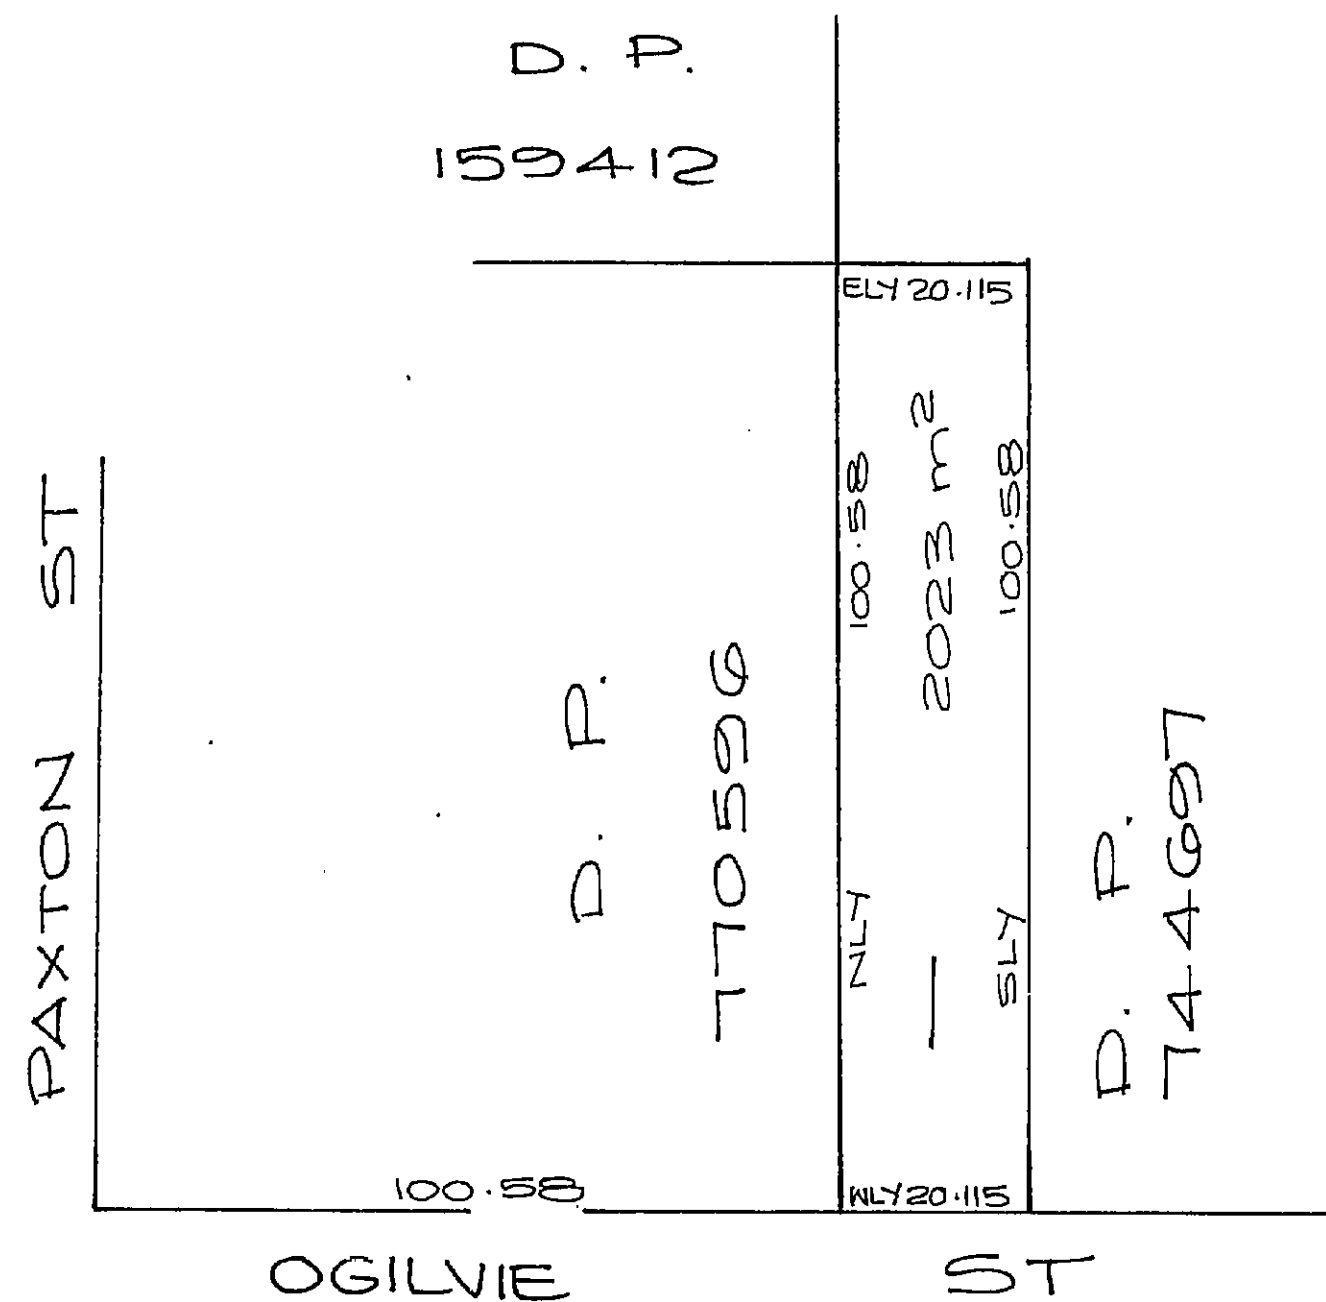 D. P.
159412
ELY 20.115
PAXTON ST
D. P.
770596
100.58
NLY
2023 m²
100.58
SLY
D. P.
744697
100.58
WLY 20.115
OGILVIE ST